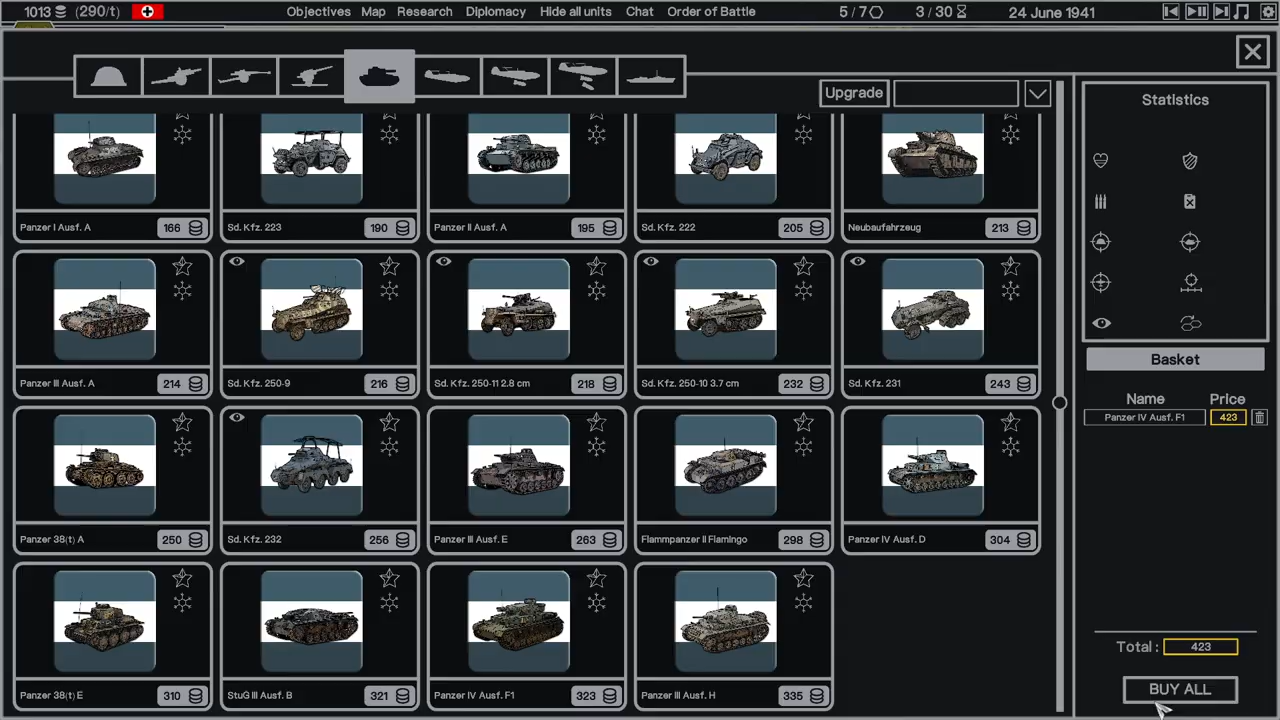 1013 (290/t) Objectives Map Research Diplomacy Hide all units Chat Order of Battle 5 / 7 3 / 30 24 June 1941
Upgrade
Statistics
Panzer I Ausf. A 166 Sd. Kfz. 223 190 Panzer II Ausf. A 195 Sd. Kfz. 222 205 Neubaufahrzeug 213
Basket
Panzer III Ausf. A 214 Sd. Kfz. 250-9 216 Sd. Kfz. 250-11 2.8 cm 218 Sd. Kfz. 250-10 3.7 cm 232 Sd. Kfz. 231 243
Name Price
Panzer IV Ausf. F1 423
Panzer 38(t) A 250 Sd. Kfz. 232 256 Panzer III Ausf. E 263 Flammpanzer II Flamingo 298 Panzer IV Ausf. D 304
Total : 423
Panzer 38(t) E 310 StuG III Ausf. B 321 Panzer IV Ausf. F1 323 Panzer III Ausf. H 335
BUY ALL